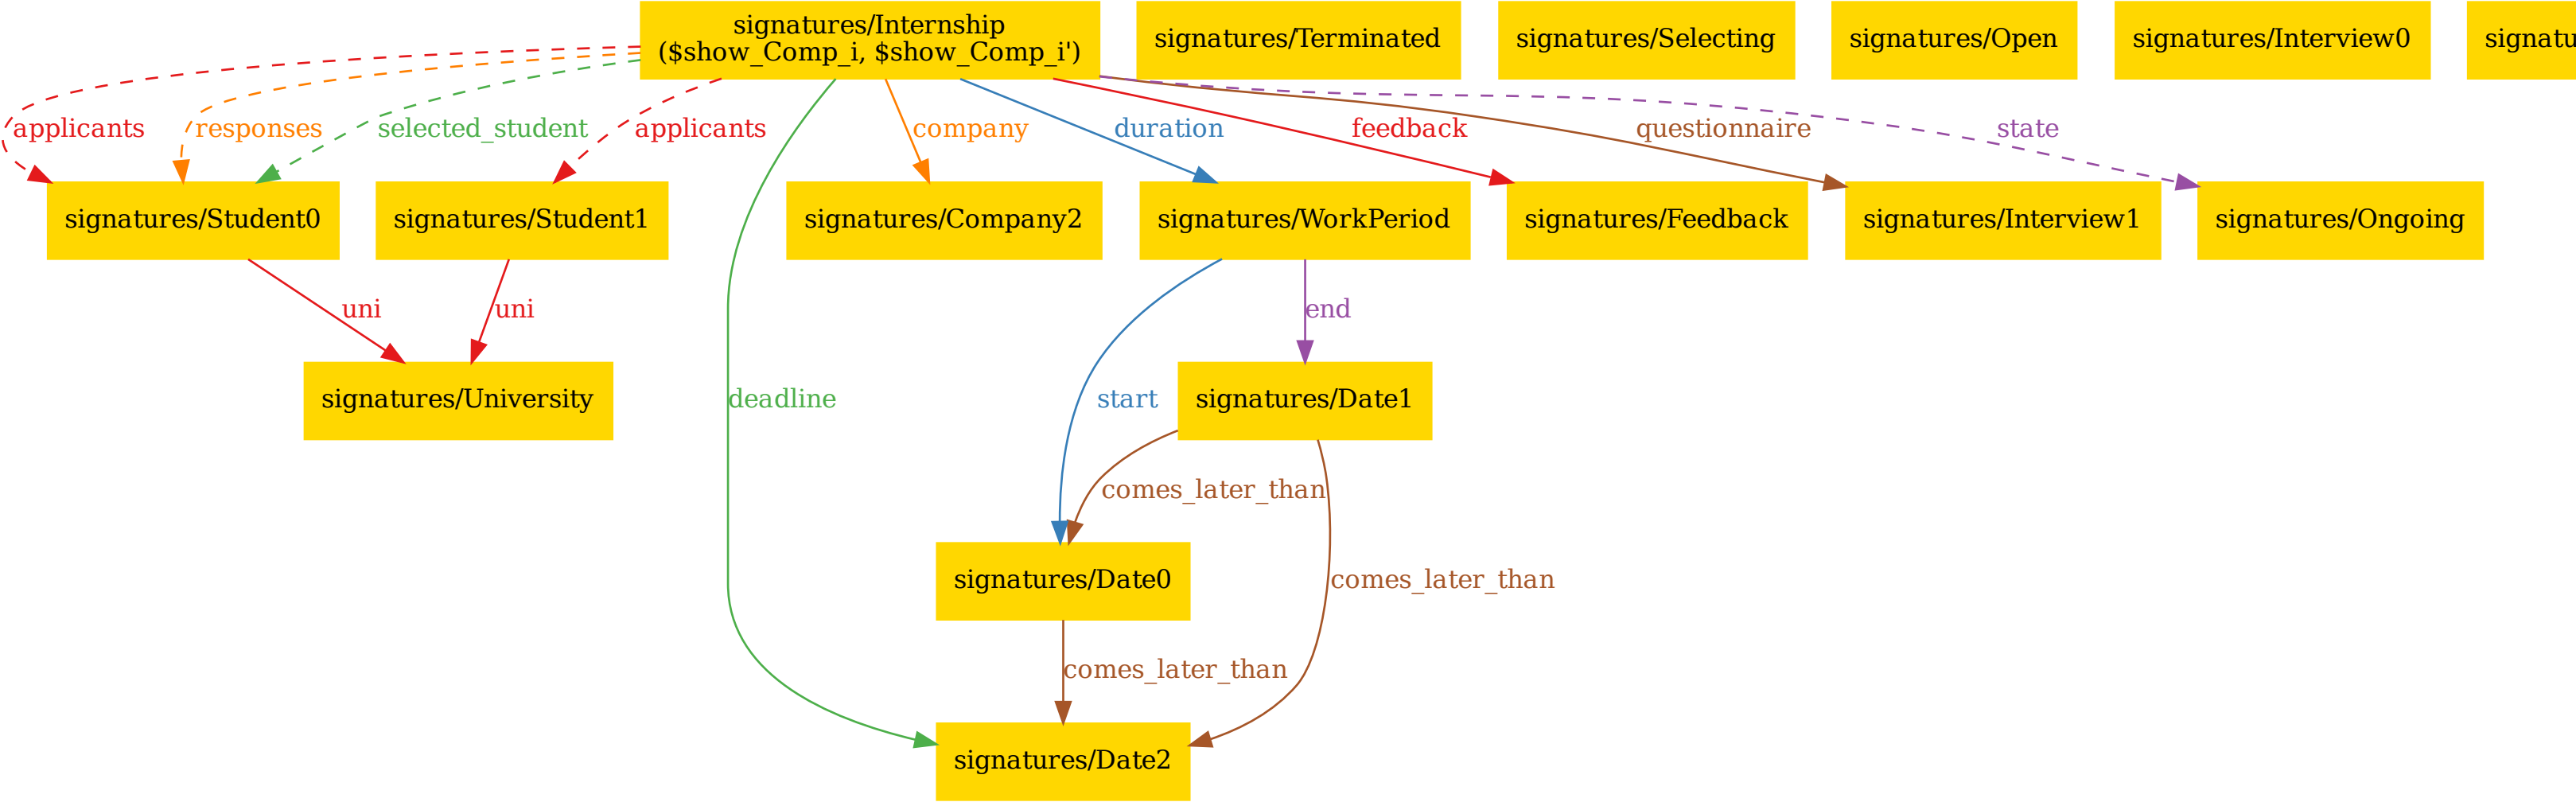 signatures/Internship
($show_Comp_i, $show_Comp_i')
signatures/Terminated
signatures/Selecting
signatures/Open
signatures/Interview0
applicants
responses
selected_student
applicants
company
duration
feedback
questionnaire
state
signatures/Student0
signatures/Student1
signatures/Company2
signatures/WorkPeriod
signatures/Feedback
signatures/Interview1
signatures/Ongoing
uni
uni
end
signatures/University
deadline
start
signatures/Date1
comes_later_than
signatures/Date0
comes_later_than
comes_later_than
signatures/Date2